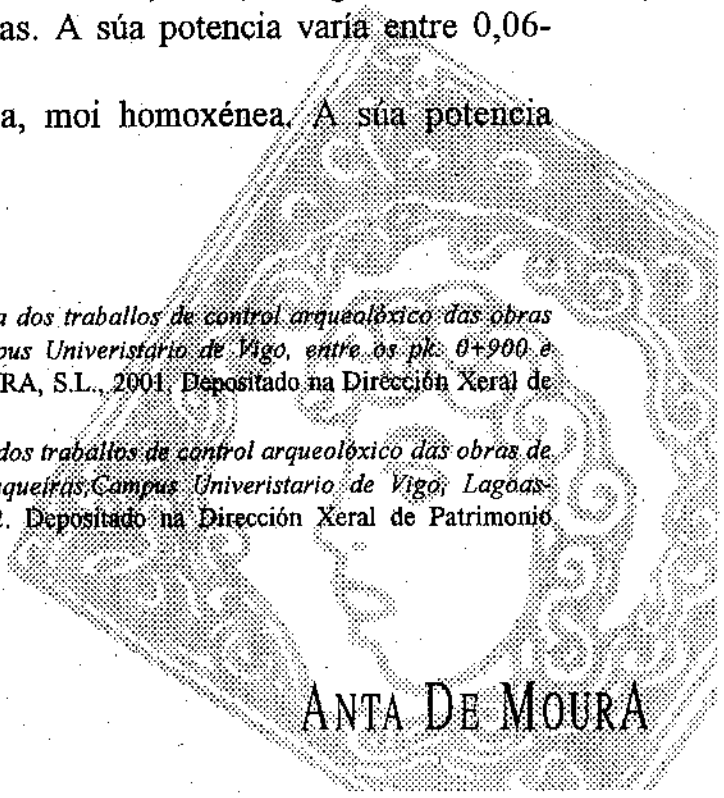 as. A súa potencia varía entre 0,06-
a, moi homoxénea. A súa potencia
a dos traballos de control arqueolóxico das obras
pus Univeristario de Vigo, entre os pk. 0+900 e
RA, S.L., 2001. Depositado na Dirección Xeral de
dos traballos de control arqueolóxico das obras de
queiras, Campus Univeristario de Vigo, Lagoas-
2. Depositado na Dirección Xeral de Patrimonio
ANTA DE MOURA